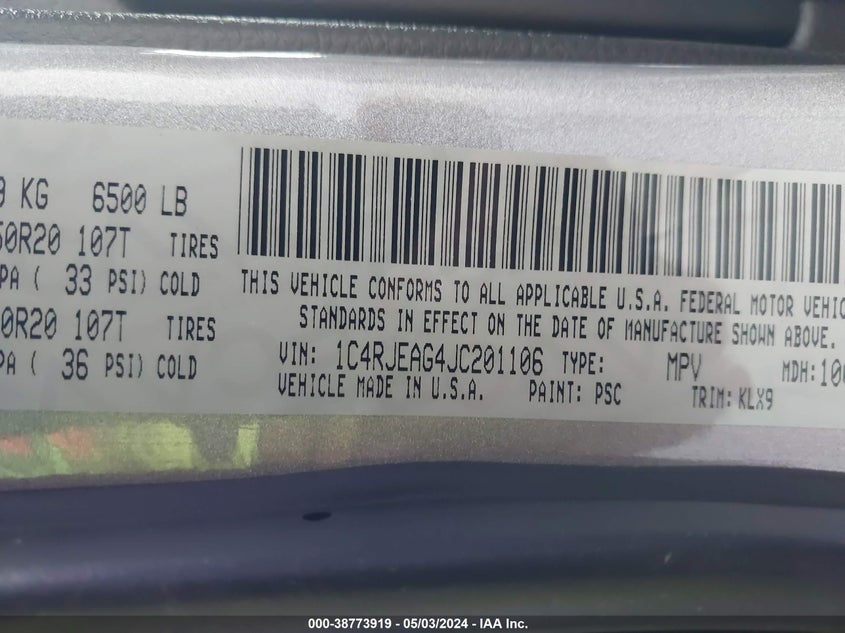 0 KG 6500 LB
50R20 107T TIRES
PA ( 33 PSI) COLD
0R20 107T TIRES
PA ( 36 PSI) COLD
THIS VEHICLE CONFORMS TO ALL APPLICABLE U.S.A. FEDERAL MOTOR VEHIC
STANDARDS IN EFFECT ON THE DATE OF MANUFACTURE SHOWN ABOVE.
VIN: 1C4RJEAG4JC201106 TYPE: MPV MDH:10
VEHICLE MADE IN U.S.A. PAINT: PSC TRIM: KLX9
000-38773919 - 05/03/2024 - IAA Inc.